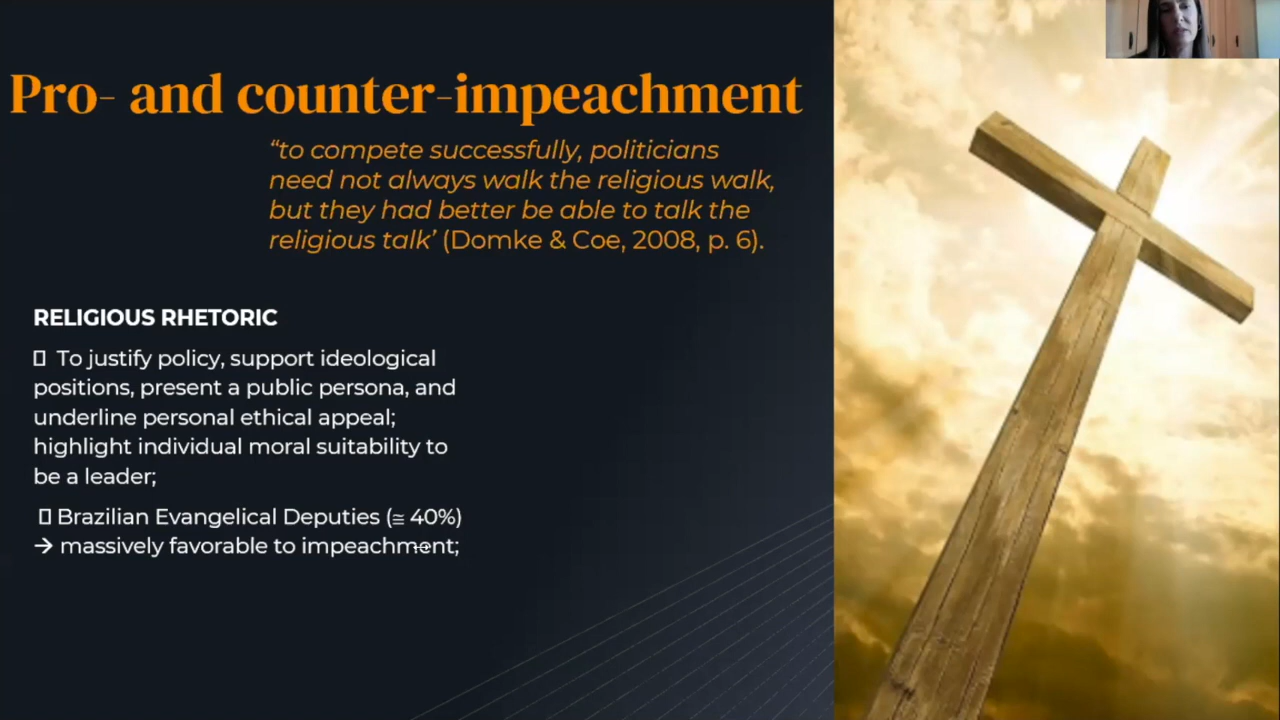 Pro- and counter-impeachment
“to compete successfully, politicians
need not always walk the religious walk,
but they had better be able to talk the
religious talk’ (Domke & Coe, 2008, p. 6).
RELIGIOUS RHETORIC
▯ To justify policy, support ideological
positions, present a public persona, and
underline personal ethical appeal;
highlight individual moral suitability to
be a leader;
▯ Brazilian Evangelical Deputies (≅ 40%)
→ massively favorable to impeachment;